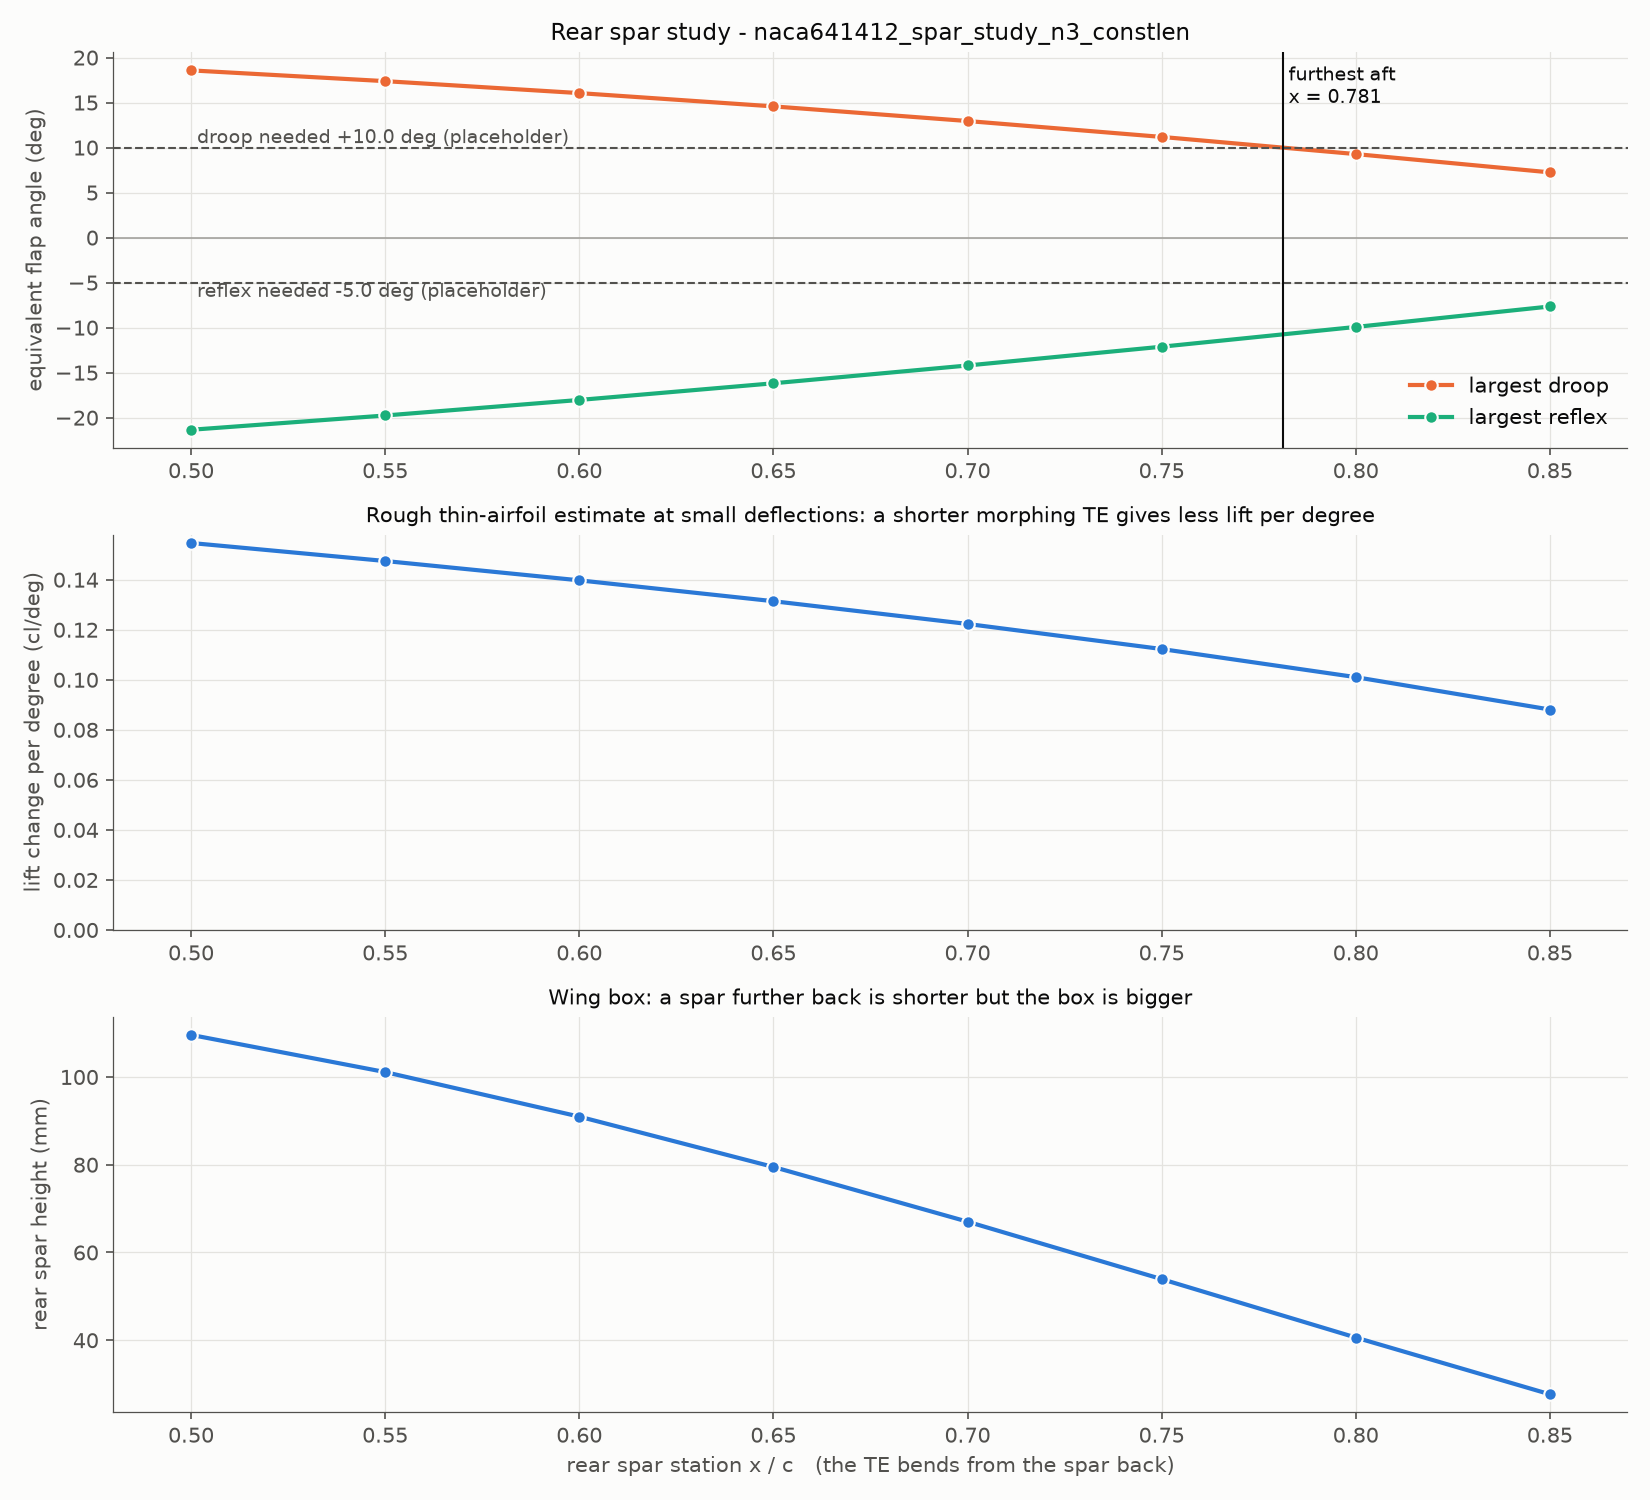 Rear spar study - naca641412_spar_study_n3_constlen
equivalent flap angle (deg)
20
15
10
5
0
−5
−10
−15
−20
furthest aft
x = 0.781
droop needed +10.0 deg (placeholder)
reflex needed -5.0 deg (placeholder)
largest droop
largest reflex
0.50 0.55 0.60 0.65 0.70 0.75 0.80 0.85
Rough thin-airfoil estimate at small deflections: a shorter morphing TE gives less lift per degree
lift change per degree (cl/deg)
0.14
0.12
0.10
0.08
0.06
0.04
0.02
0.00
0.50 0.55 0.60 0.65 0.70 0.75 0.80 0.85
Wing box: a spar further back is shorter but the box is bigger
rear spar height (mm)
100
80
60
40
0.50 0.55 0.60 0.65 0.70 0.75 0.80 0.85
rear spar station x / c (the TE bends from the spar back)